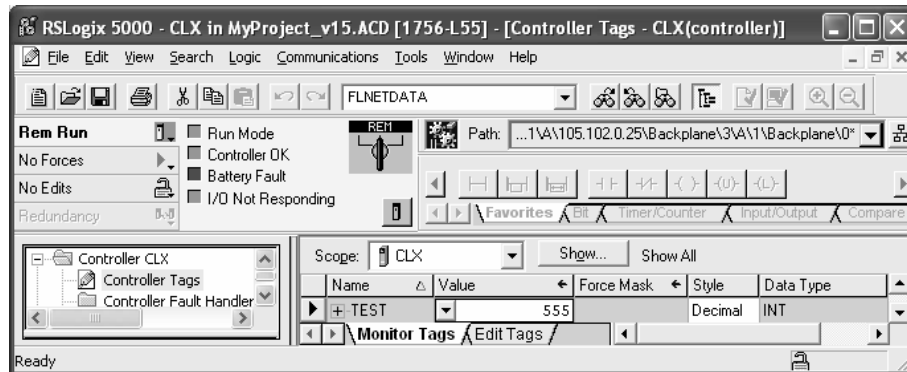 RSLogix 5000 - CLX in MyProject_v15.ACD [1756-L55] - [Controller Tags - CLX(controller)]
File Edit View Search Logic Communications Tools Window Help
FLNETDATA
Rem Run
No Forces
No Edits
Redundancy
Run Mode
Controller OK
Battery Fault
I/O Not Responding
REM
Path: ...1\A\105.102.0.25\Backplane\3\A\1\Backplane\0*
Favorites Bit Timer/Counter Input/Output Compare
Controller CLX
Controller Tags
Controller Fault Handler
Scope: CLX Show... Show All
Name Value Force Mask Style Data Type
TEST 555 Decimal INT
Monitor Tags Edit Tags
Ready